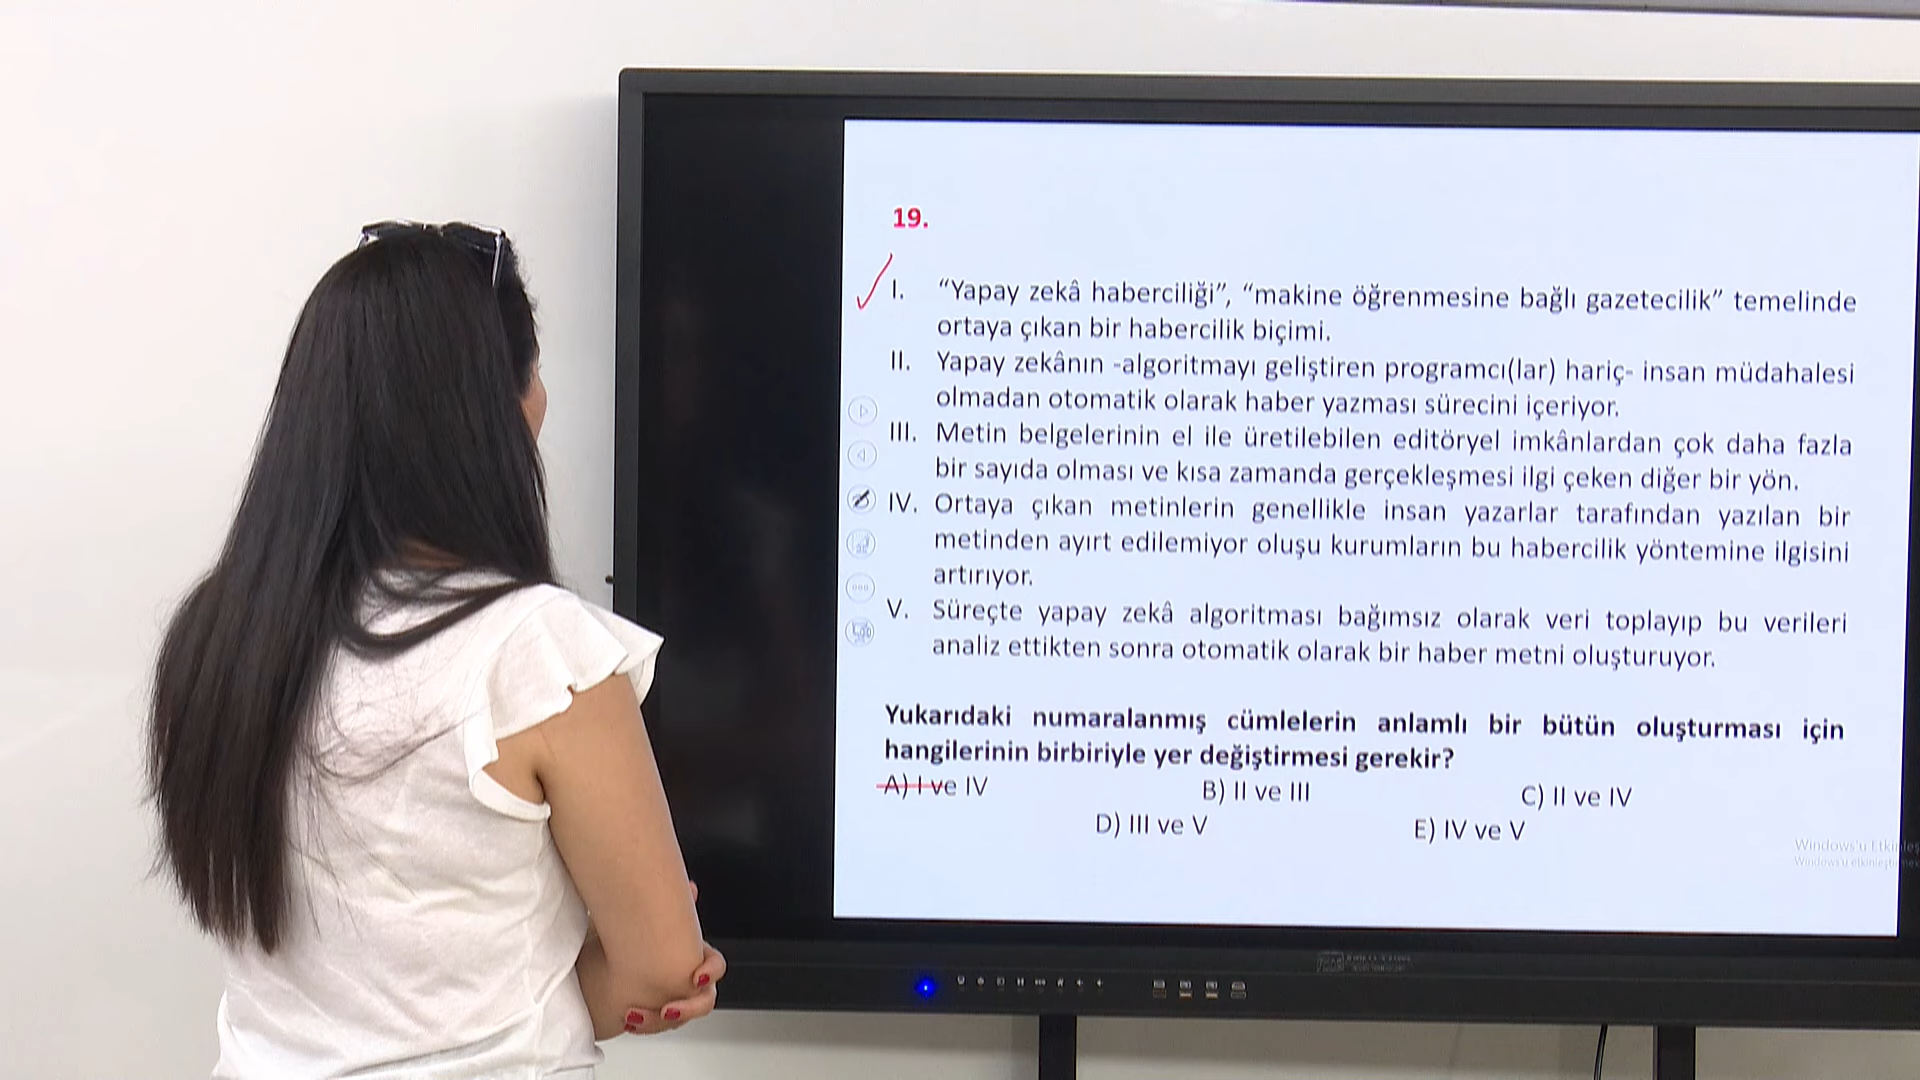 19.
I. “Yapay zekâ haberciliği”, “makine öğrenmesine bağlı gazetecilik” temelinde
ortaya çıkan bir habercilik biçimi.
II. Yapay zekânın -algoritmayı geliştiren programcı(lar) hariç- insan müdahalesi
olmadan otomatik olarak haber yazması sürecini içeriyor.
III. Metin belgelerinin el ile üretilebilen editöryel imkânlardan çok daha fazla
bir sayıda olması ve kısa zamanda gerçekleşmesi ilgi çeken diğer bir yön.
IV. Ortaya çıkan metinlerin genellikle insan yazarlar tarafından yazılan bir
metinden ayırt edilemiyor oluşu kurumların bu habercilik yöntemine ilgisini
artırıyor.
V. Süreçte yapay zekâ algoritması bağımsız olarak veri toplayıp bu verileri
analiz ettikten sonra otomatik olarak bir haber metni oluşturuyor.
Yukarıdaki numaralanmış cümlelerin anlamlı bir bütün oluşturması için
hangilerinin birbiriyle yer değiştirmesi gerekir?
A) I ve IV B) II ve III C) II ve IV
D) III ve V E) IV ve V
Windows'u Etkinleş